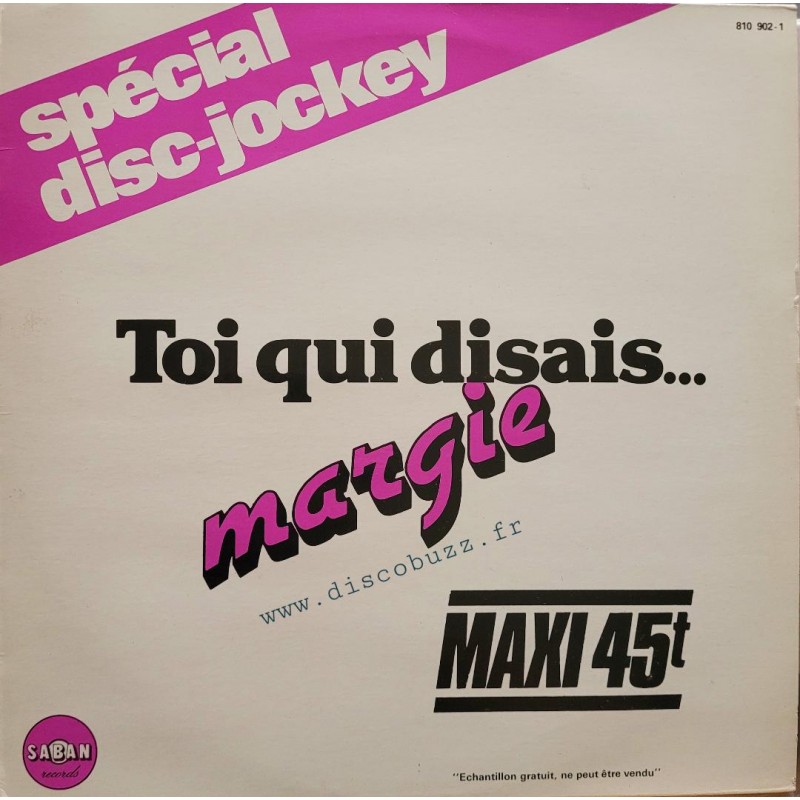 810 902-1
spécial
disc-jockey
Toi qui disais...
margie
www.discobuzz.fr
MAXI 45t
SABAN
records
"Echantillon gratuit, ne peut être vendu"